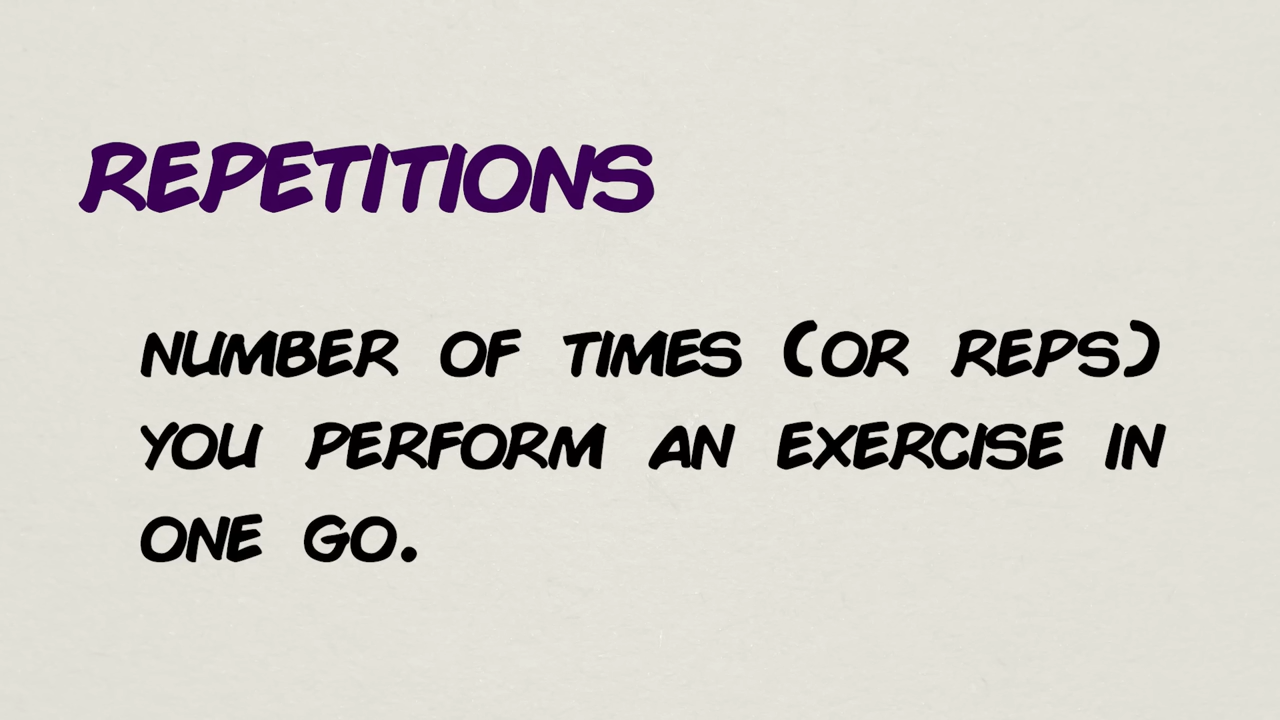 REPETITIONS
NUMBER OF TIMES (OR REPS)
YOU PERFORM AN EXERCISE IN
ONE GO.